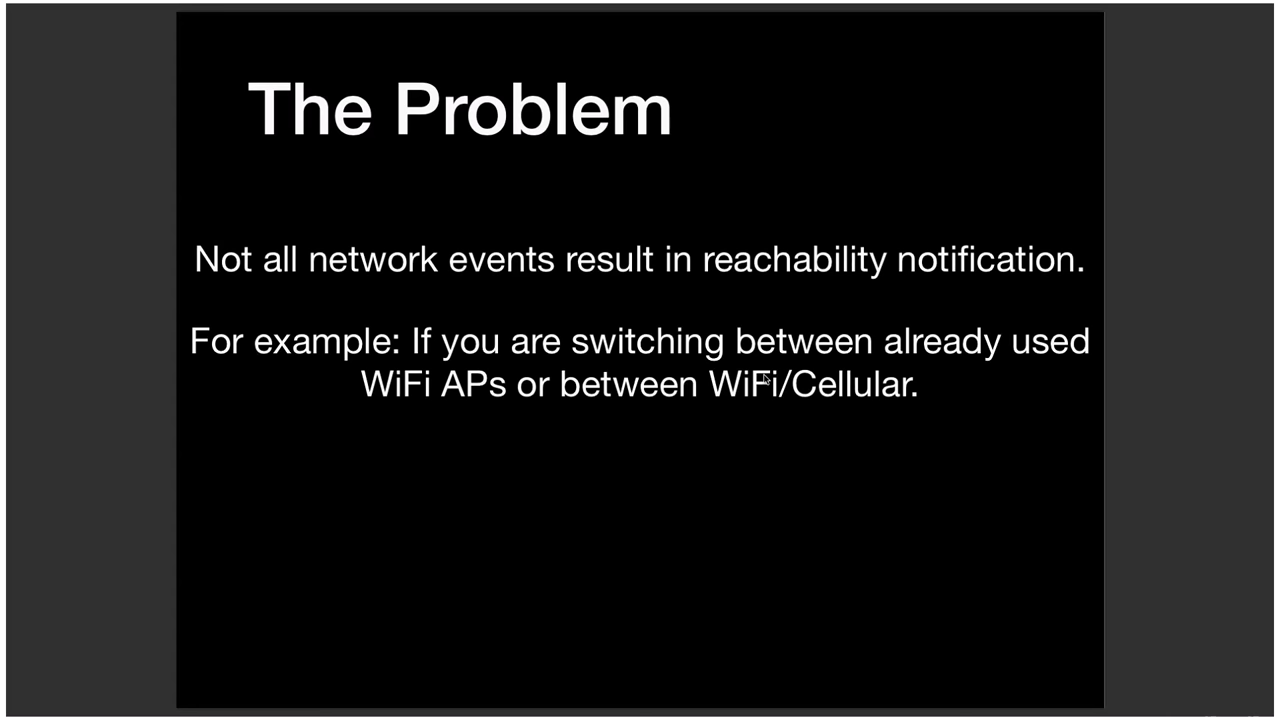 The Problem
Not all network events result in reachability notification.
For example: If you are switching between already used
WiFi APs or between WiFi/Cellular.